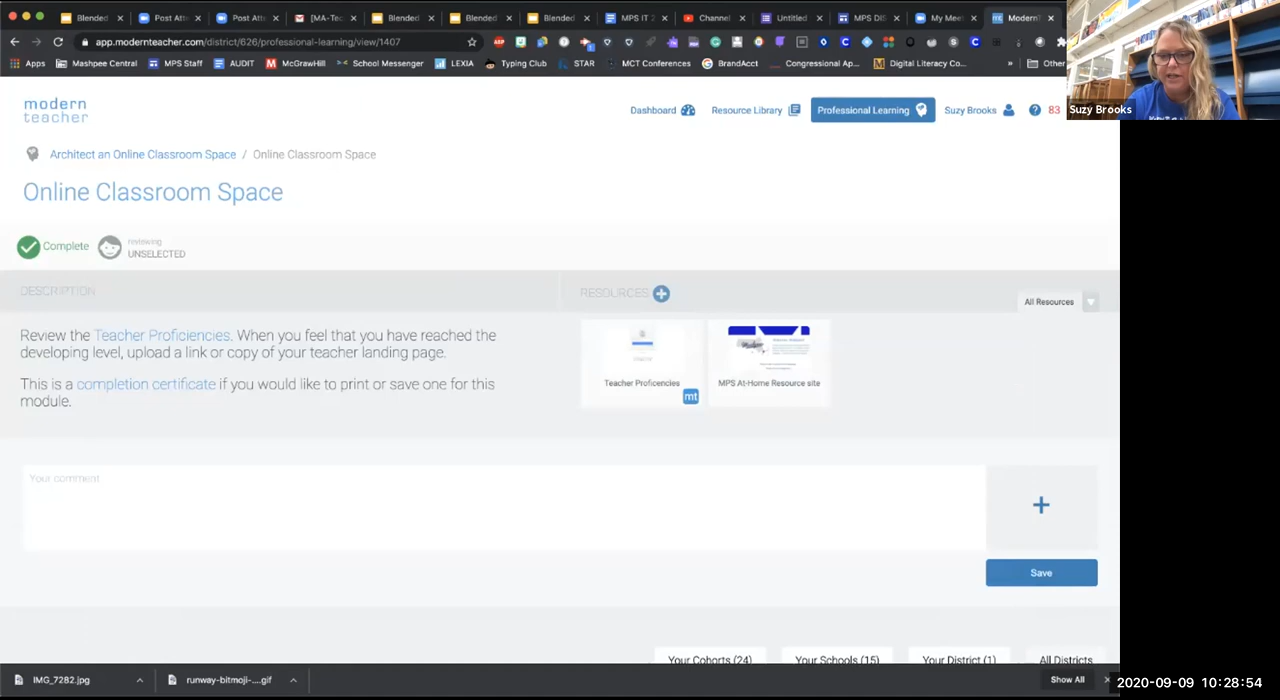 Blended
Post Att
Post Att
[MA-Tec
Blended
Blended
Blended
MPS IT 2
Channel
Untitled
MPS DIS
My Meet
Modern
app.modernteacher.com/district/626/professional-learning/view/1407
Apps
Mashpee Central
MPS Staff
AUDIT
McGrawHill
School Messenger
LEXIA
Typing Club
STAR
MCT Conferences
BrandAcct
Congressional Ap...
Digital Literacy Co...
»
Other
Suzy Brooks
modern
teacher
Dashboard
Resource Library
Professional Learning
Suzy Brooks
83
Architect an Online Classroom Space / Online Classroom Space
Online Classroom Space
Complete
reviewing
UNSELECTED
DESCRIPTION
RESOURCES
All Resources
Review the Teacher Proficiencies. When you feel that you have reached the
developing level, upload a link or copy of your teacher landing page.
This is a completion certificate if you would like to print or save one for this
module.
Teacher Proficencies
mt
MPS At-Home Resource site
Your comment
Save
Your Cohorts (24)
Your Schools (15)
Your District (1)
All Districts
IMG_7282.jpg
runway-bitmoji-....gif
Show All
2020-09-09 10:28:54